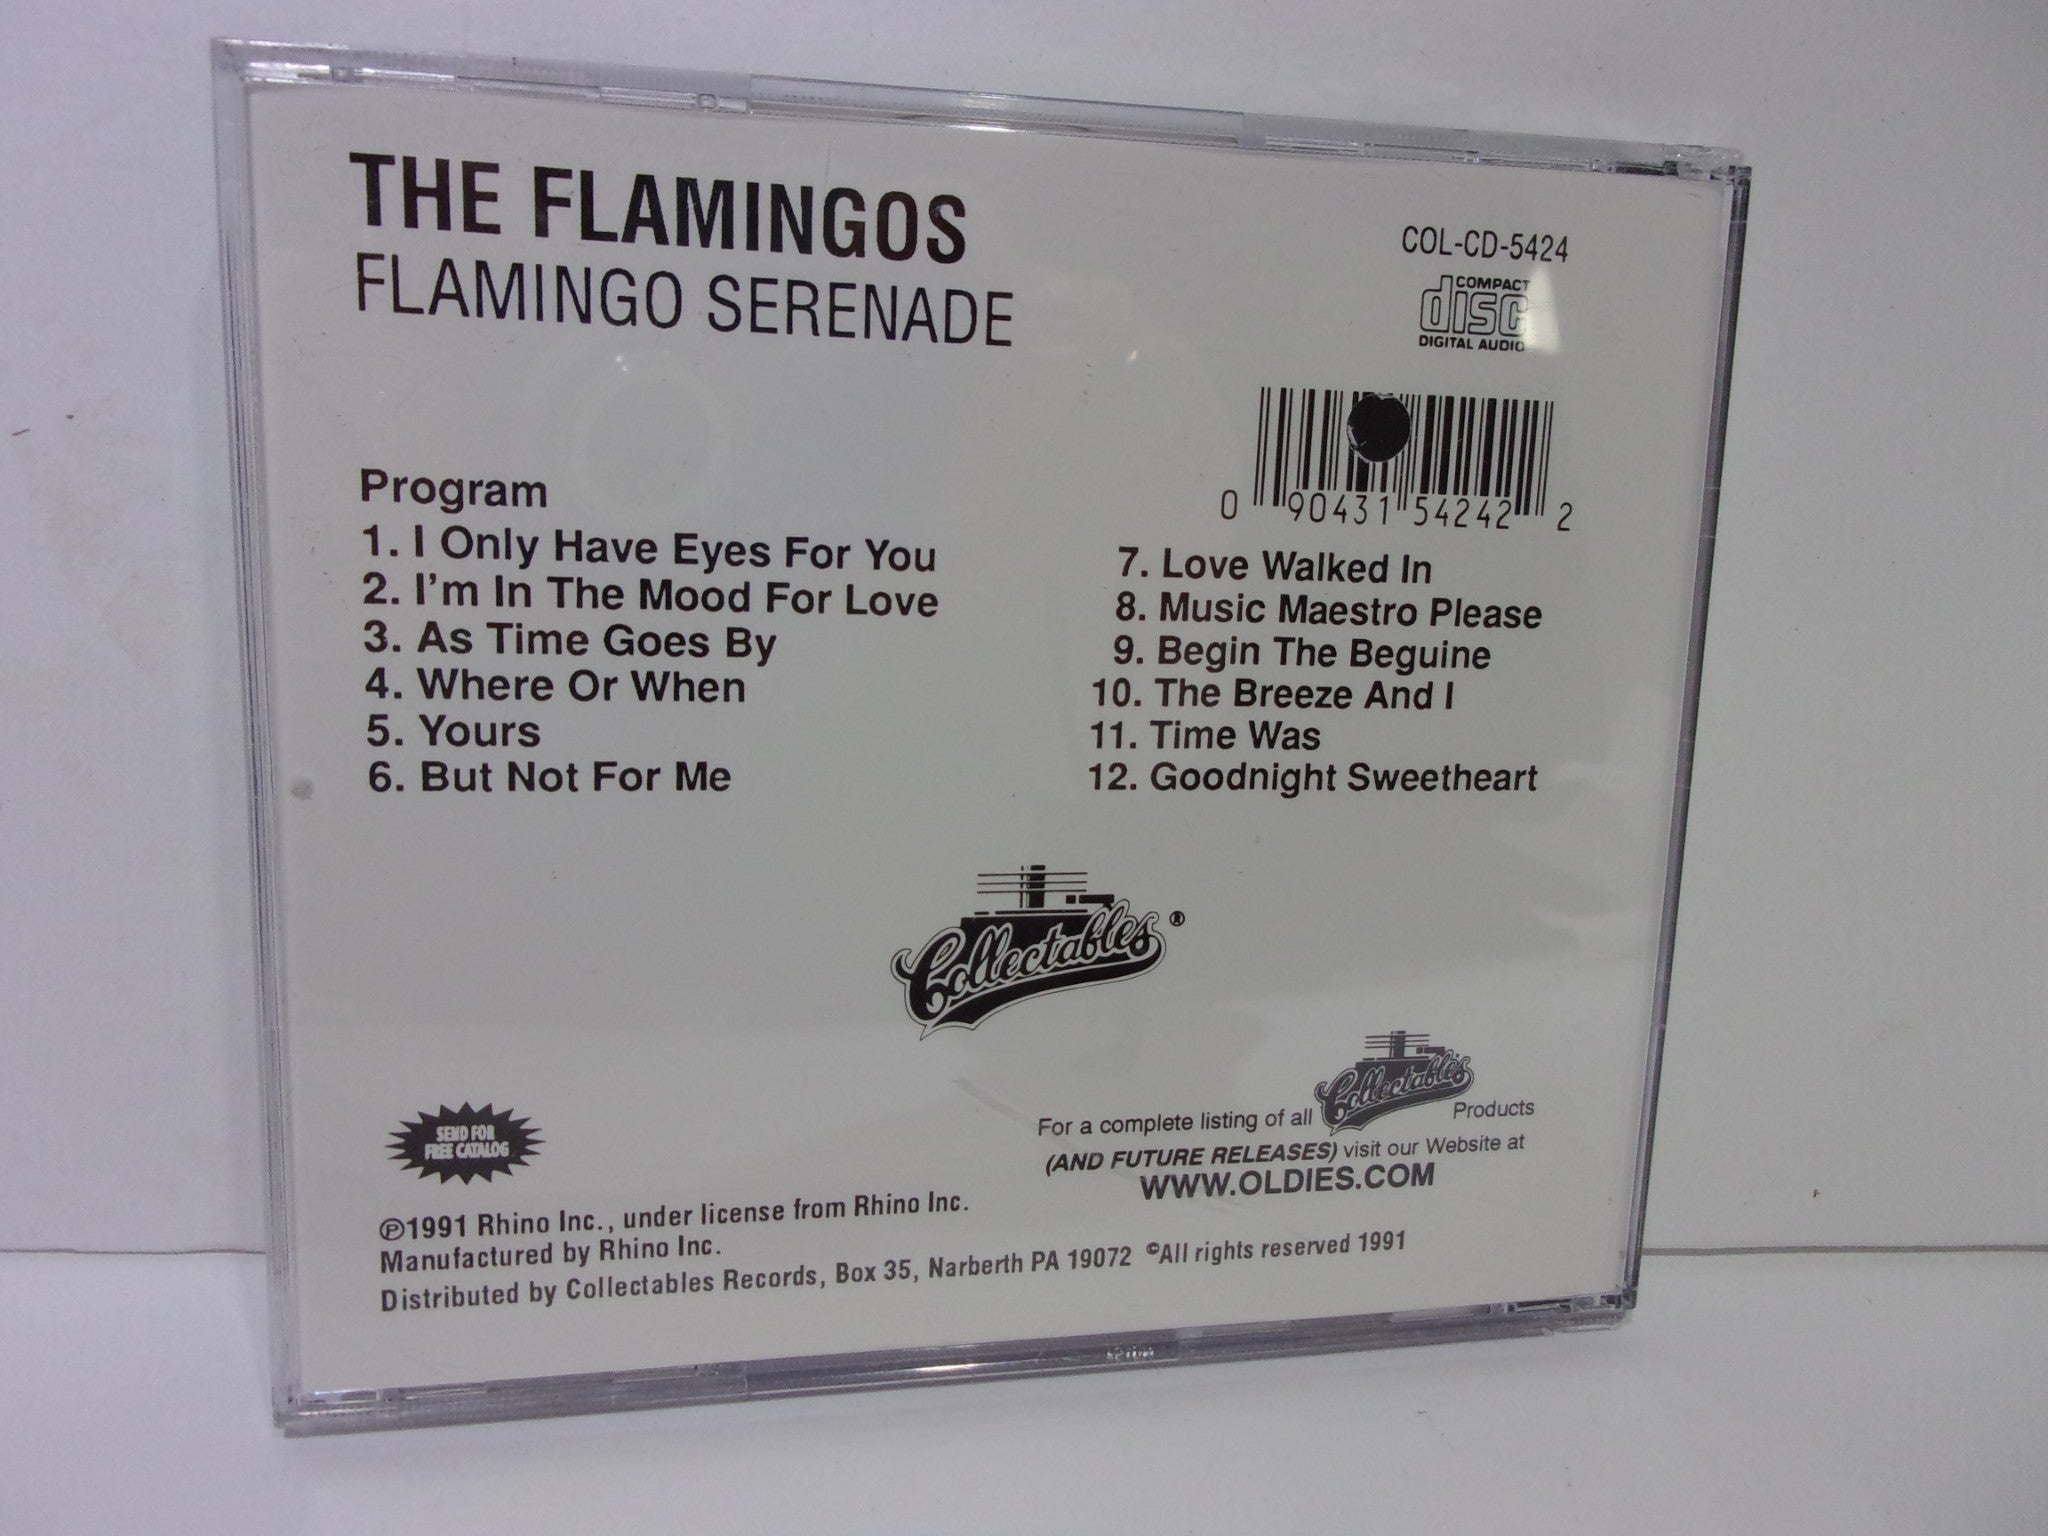 THE FLAMINGOS
FLAMINGO SERENADE
COL-CD-5424
COMPACT
disc
DIGITAL AUDIO
0 90431 54242 2
Program
1. I Only Have Eyes For You
2. I'm In The Mood For Love
3. As Time Goes By
4. Where Or When
5. Yours
6. But Not For Me
7. Love Walked In
8. Music Maestro Please
9. Begin The Beguine
10. The Breeze And I
11. Time Was
12. Goodnight Sweetheart
Collectables ®
SEND FOR
FREE CATALOG
For a complete listing of all Collectables Products
(AND FUTURE RELEASES) visit our Website at
WWW.OLDIES.COM
℗1991 Rhino Inc., under license from Rhino Inc.
Manufactured by Rhino Inc.
Distributed by Collectables Records, Box 35, Narberth PA 19072 ©All rights reserved 1991